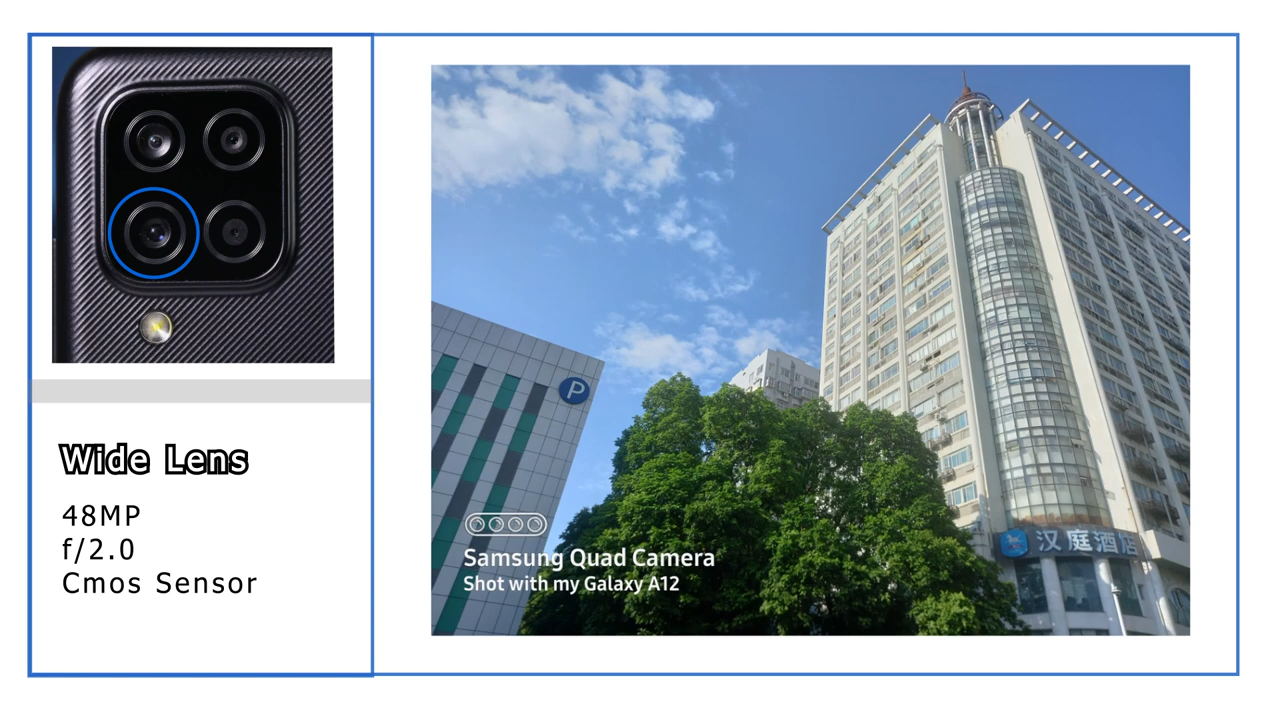 Wide Lens
48MP
f/2.0
Cmos Sensor
P
Samsung Quad Camera
Shot with my Galaxy A12
汉庭酒店